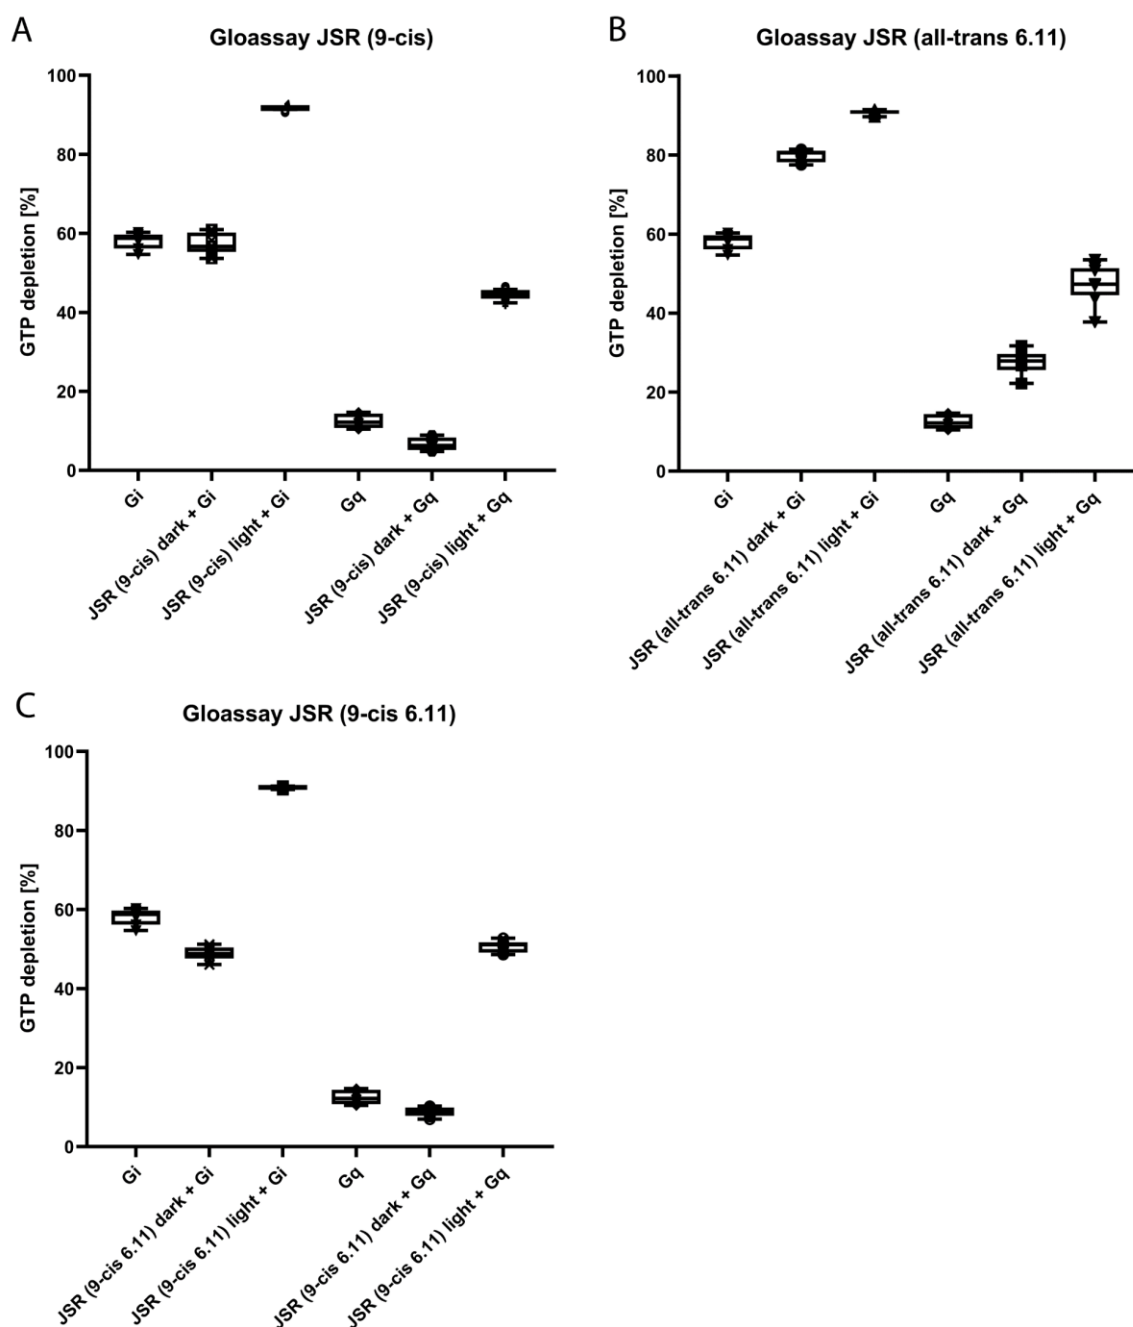 A
Gloassay JSR (9-cis)
GTP depletion [%]
100
80
60
40
20
0
Gi
JSR (9-cis) dark + Gi
JSR (9-cis) light + Gi
Gq
JSR (9-cis) dark + Gq
JSR (9-cis) light + Gq
B
Gloassay JSR (all-trans 6.11)
GTP depletion [%]
100
80
60
40
20
0
Gi
JSR (all-trans 6.11) dark + Gi
JSR (all-trans 6.11) light + Gi
Gq
JSR (all-trans 6.11) dark + Gq
JSR (all-trans 6.11) light + Gq
C
Gloassay JSR (9-cis 6.11)
GTP depletion [%]
100
80
60
40
20
0
Gi
JSR (9-cis 6.11) dark + Gi
JSR (9-cis 6.11) light + Gi
Gq
JSR (9-cis 6.11) dark + Gq
JSR (9-cis 6.11) light + Gq